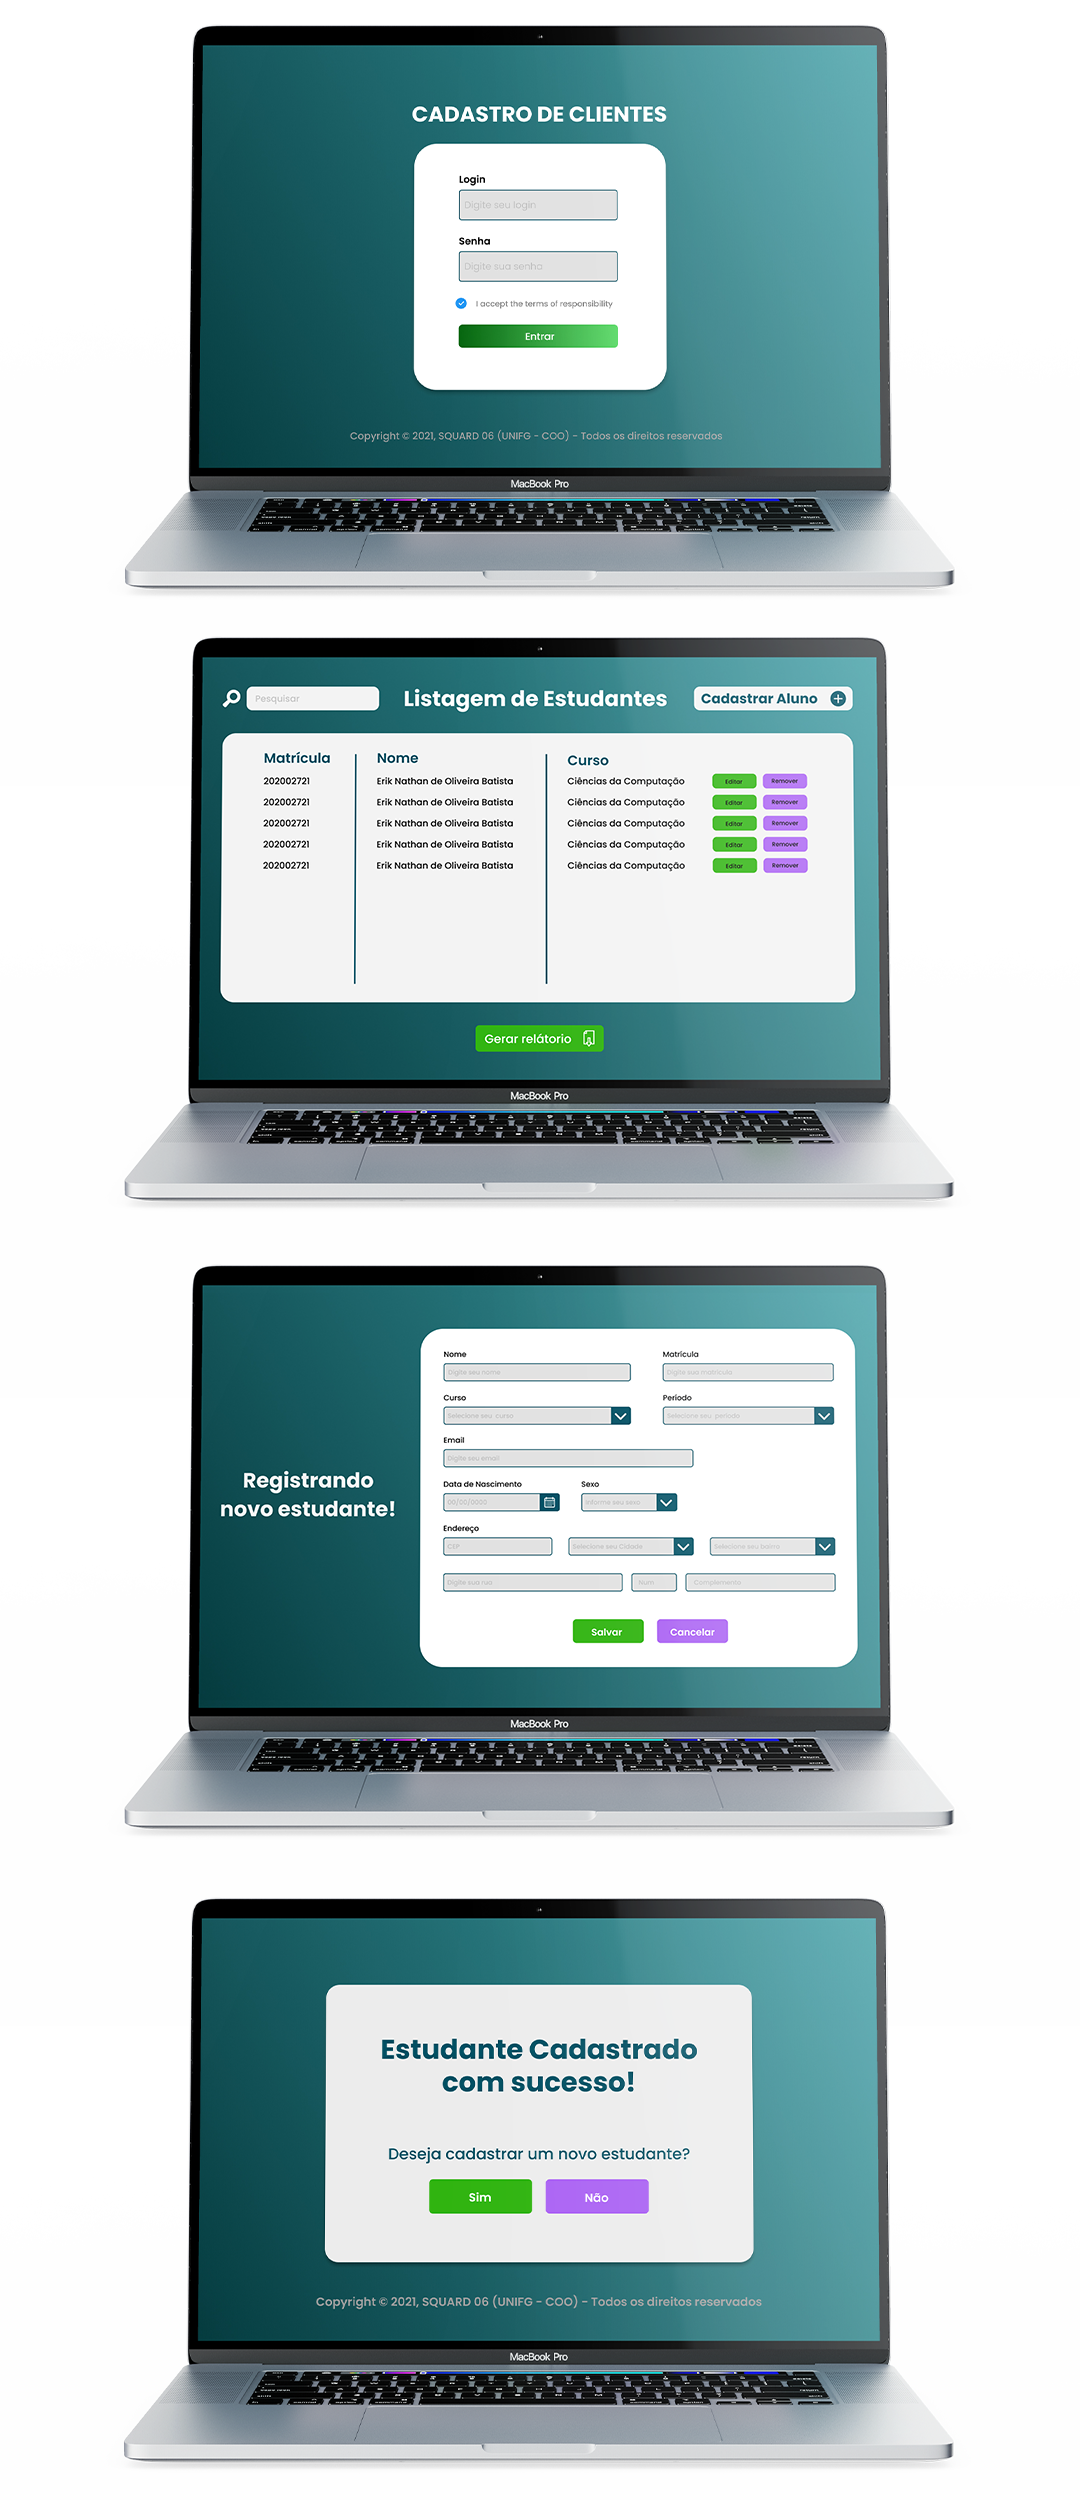 CADASTRO DE CLIENTES
Login
Digite seu login
Senha
Digite sua senha
I accept the terms of responsibility
Entrar
Copyright © 2021, SQUARD 06 (UNIFG - COO) - Todos os direitos reservados
MacBook Pro
Pesquisar
Listagem de Estudantes
Cadastrar Aluno
Matrícula Nome Curso
202002721 Erik Nathan de Oliveira Batista Ciências da Computação Editar Remover
202002721 Erik Nathan de Oliveira Batista Ciências da Computação Editar Remover
202002721 Erik Nathan de Oliveira Batista Ciências da Computação Editar Remover
202002721 Erik Nathan de Oliveira Batista Ciências da Computação Editar Remover
202002721 Erik Nathan de Oliveira Batista Ciências da Computação Editar Remover
Gerar relátorio
MacBook Pro
Registrando
novo estudante!
Nome Matrícula
Digite seu nome Digite sua matrícula
Curso Período
Selecione seu curso Selecione seu período
Email
Digite seu email
Data de Nascimento Sexo
00/00/0000 Informe seu sexo
Endereço
CEP Selecione seu Cidade Selecione seu bairro
Digite sua rua Num Complemento
Salvar Cancelar
MacBook Pro
Estudante Cadastrado
com sucesso!
Deseja cadastrar um novo estudante?
Sim Não
Copyright © 2021, SQUARD 06 (UNIFG - COO) - Todos os direitos reservados
MacBook Pro